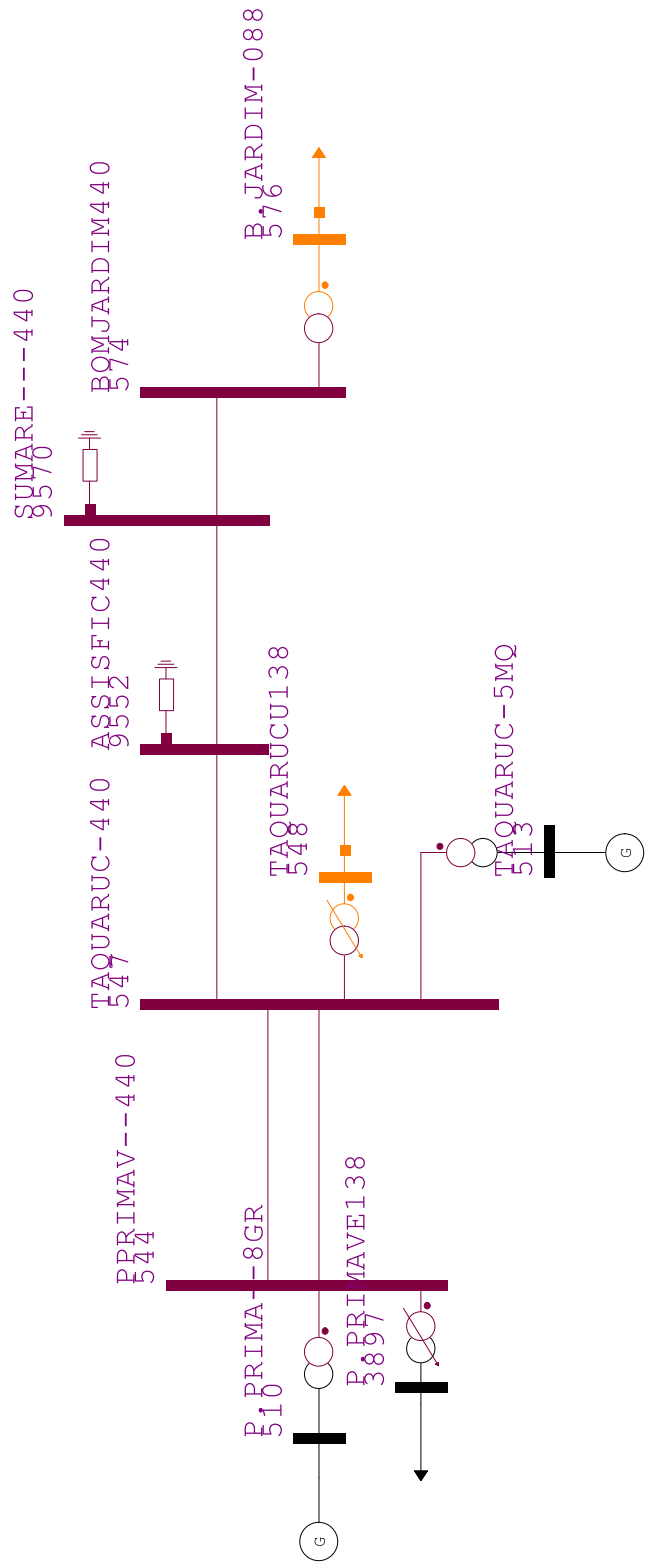 B.JARDIM-088
576
BOMJARDIM440
574
SUMARE---440
9570
ASSISFIC440
9552
TAQUARUCU138
548
TAQUARUC-5MQ
513
G
TAQUARUC-440
547
PPRIMAV--440
544
P.PRIMA--8GR
510
P.PRIMAVE138
3897
G